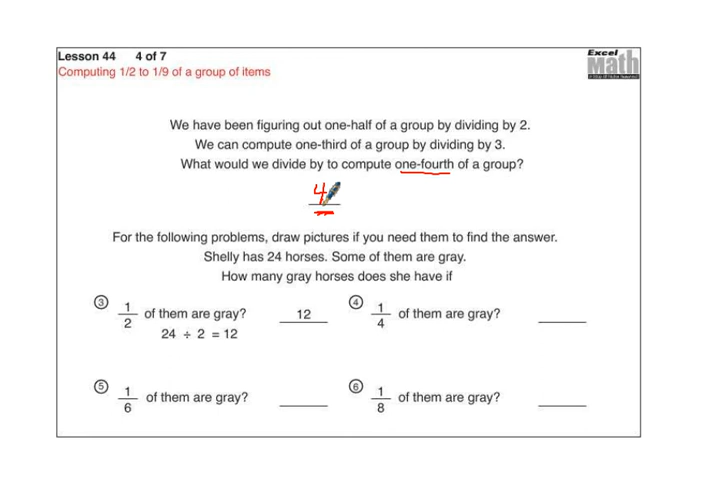 Lesson 44 4 of 7
Computing 1/2 to 1/9 of a group of items
Excel
Math
We have been figuring out one-half of a group by dividing by 2.
We can compute one-third of a group by dividing by 3.
What would we divide by to compute one-fourth of a group?
4
For the following problems, draw pictures if you need them to find the answer.
Shelly has 24 horses. Some of them are gray.
How many gray horses does she have if
③ 1/2 of them are gray? 12
24 ÷ 2 = 12
④ 1/4 of them are gray?
⑤ 1/6 of them are gray?
⑥ 1/8 of them are gray?